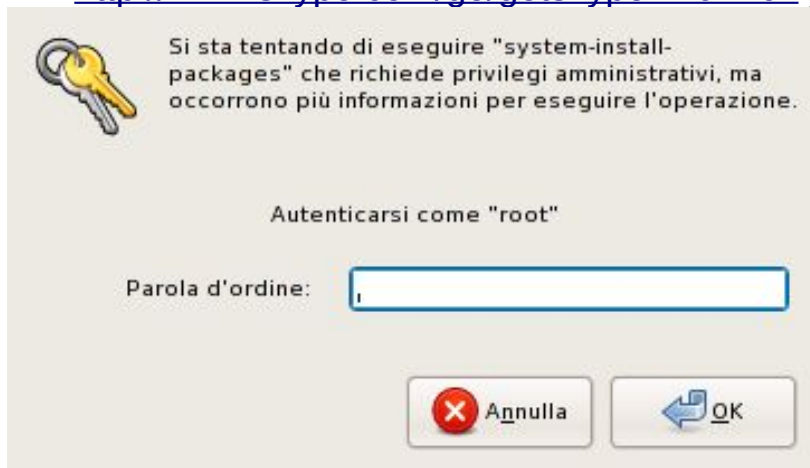 Si sta tentando di eseguire "system-install-
packages" che richiede privilegi amministrativi, ma
occorrono più informazioni per eseguire l'operazione.
Autenticarsi come "root"
Parola d'ordine:
Annulla
OK